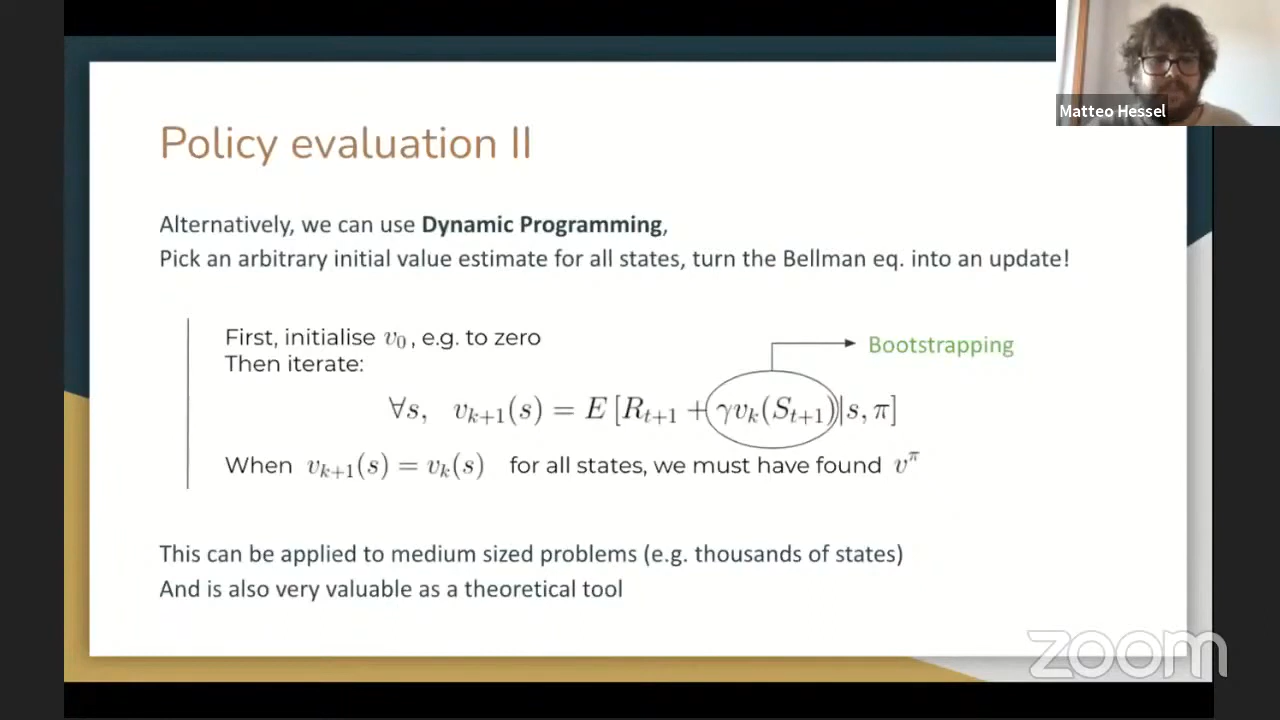 Matteo Hessel
Policy evaluation II
Alternatively, we can use Dynamic Programming,
Pick an arbitrary initial value estimate for all states, turn the Bellman eq. into an update!
First, initialise v₀, e.g. to zero
Then iterate:
Bootstrapping
∀s, vₖ₊₁(s) = E [Rₜ₊₁ + γvₖ(Sₜ₊₁)|s, π]
When vₖ₊₁(s) = vₖ(s) for all states, we must have found v^π
This can be applied to medium sized problems (e.g. thousands of states)
And is also very valuable as a theoretical tool
zoom